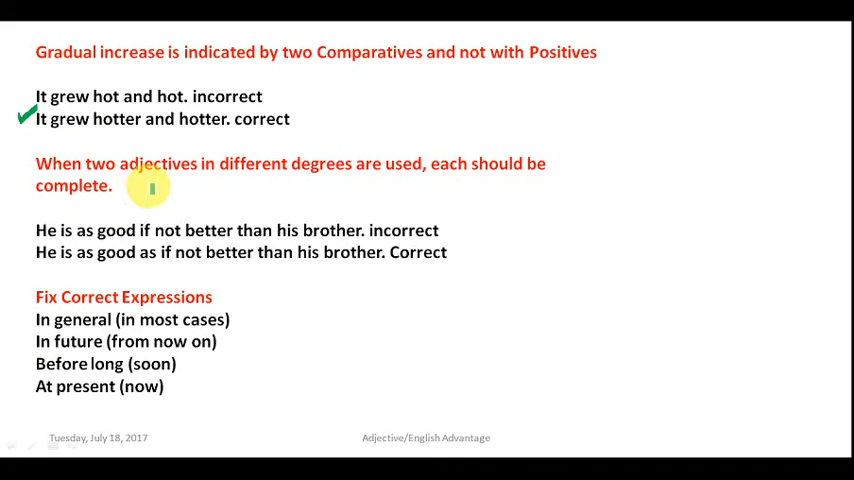 Gradual increase is indicated by two Comparatives and not with Positives
It grew hot and hot. incorrect
It grew hotter and hotter. correct
When two adjectives in different degrees are used, each should be
complete.
He is as good if not better than his brother. incorrect
He is as good as if not better than his brother. Correct
Fix Correct Expressions
In general (in most cases)
In future (from now on)
Before long (soon)
At present (now)
Tuesday, July 18, 2017
Adjective/English Advantage